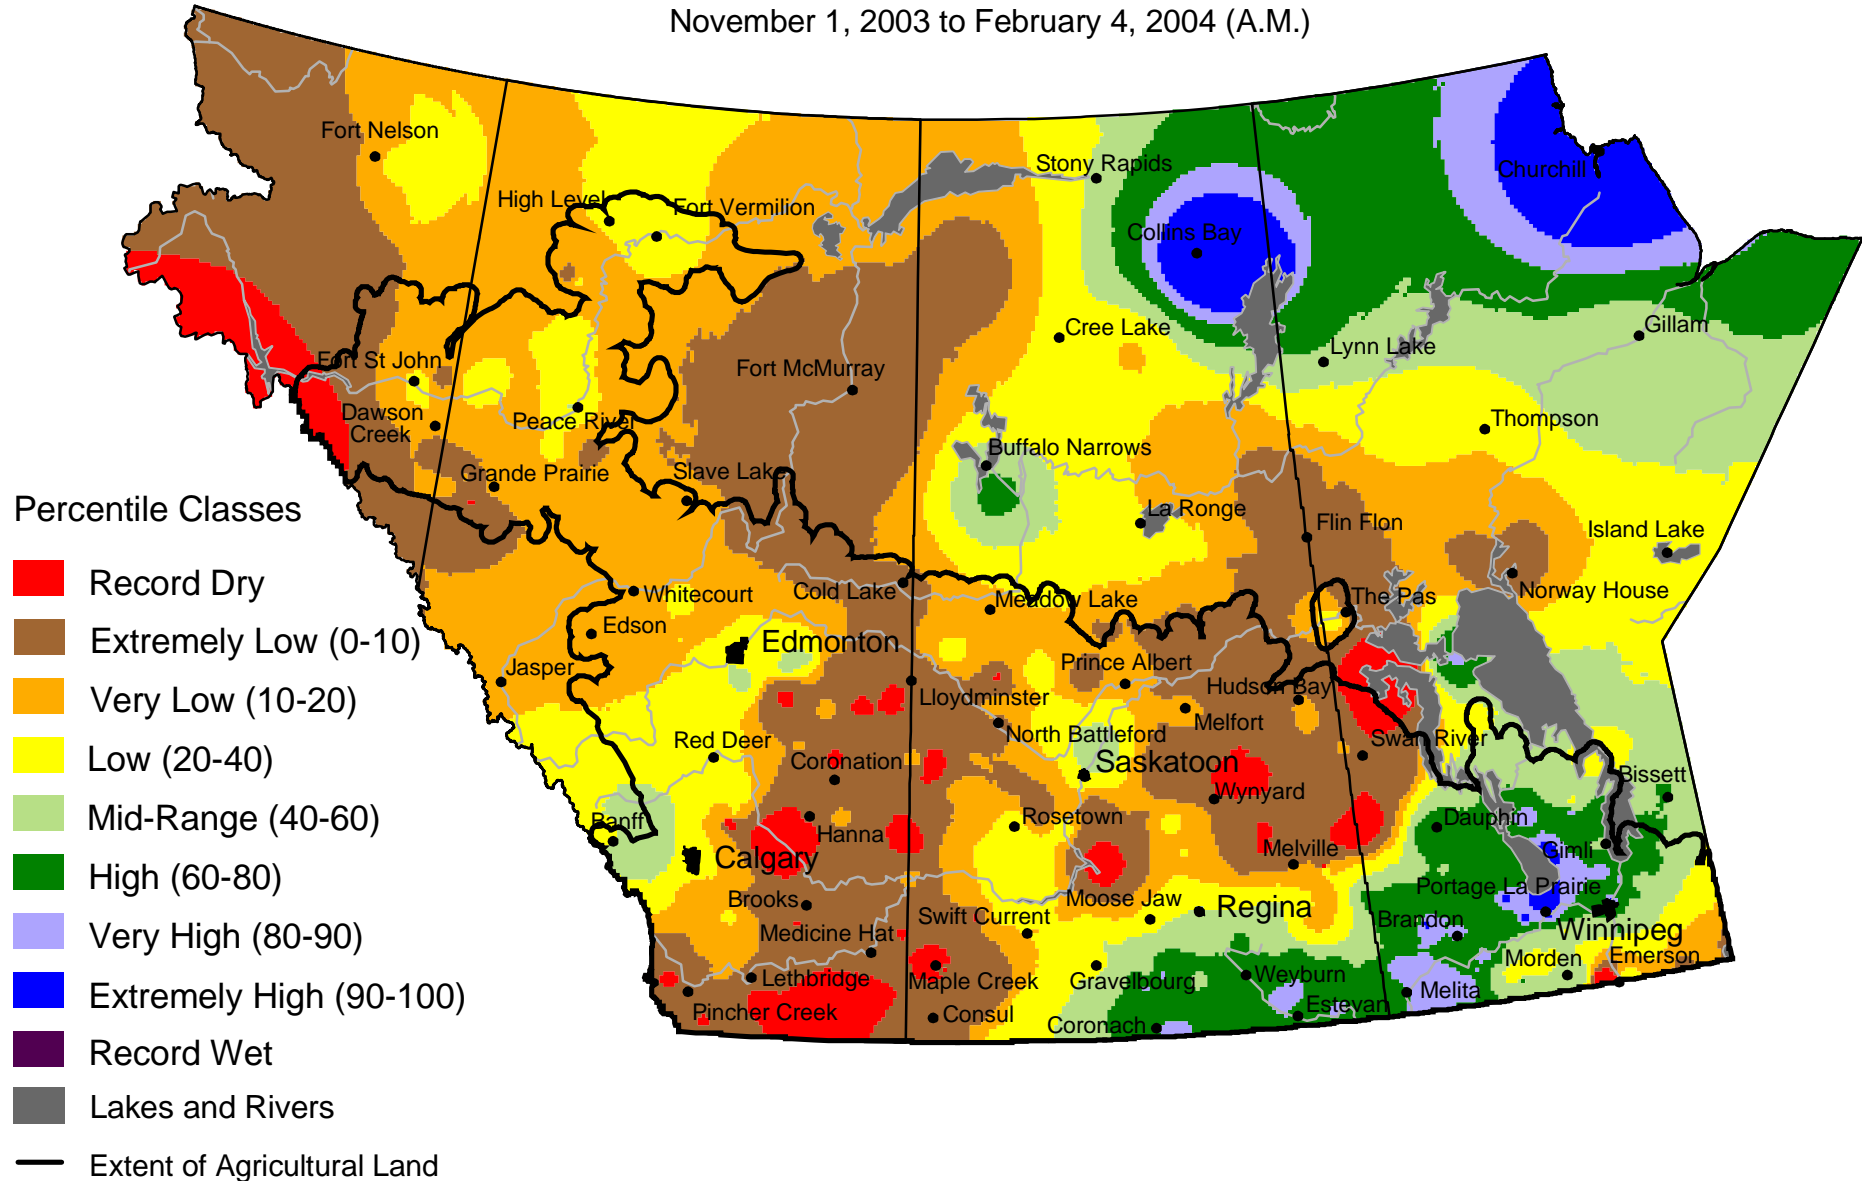 November 1, 2003 to February 4, 2004 (A.M.)
Fort Nelson
Stony Rapids
Churchill
High Level
Fort Vermilion
Collins Bay
Cree Lake
Gillam
Lynn Lake
Fort St John
Fort McMurray
Dawson
Creek
Peace River
Thompson
Buffalo Narrows
Grande Prairie
Slave Lake
La Ronge
Flin Flon
Island Lake
Whitecourt
Cold Lake
Meadow Lake
The Pas
Norway House
Edson
Edmonton
Jasper
Prince Albert
Hudson Bay
Lloydminster
Melfort
North Battleford
Red Deer
Coronation
Saskatoon
Swan River
Bissett
Wynyard
Banff
Hanna
Rosetown
Dauphin
Calgary
Melville
Gimli
Brooks
Moose Jaw
Regina
Portage La Prairie
Swift Current
Brandon
Winnipeg
Medicine Hat
Lethbridge
Maple Creek
Gravelbourg
Weyburn
Morden
Emerson
Pincher Creek
Consul
Coronach
Estevan
Melita
Percentile Classes
Record Dry
Extremely Low (0-10)
Very Low (10-20)
Low (20-40)
Mid-Range (40-60)
High (60-80)
Very High (80-90)
Extremely High (90-100)
Record Wet
Lakes and Rivers
Extent of Agricultural Land